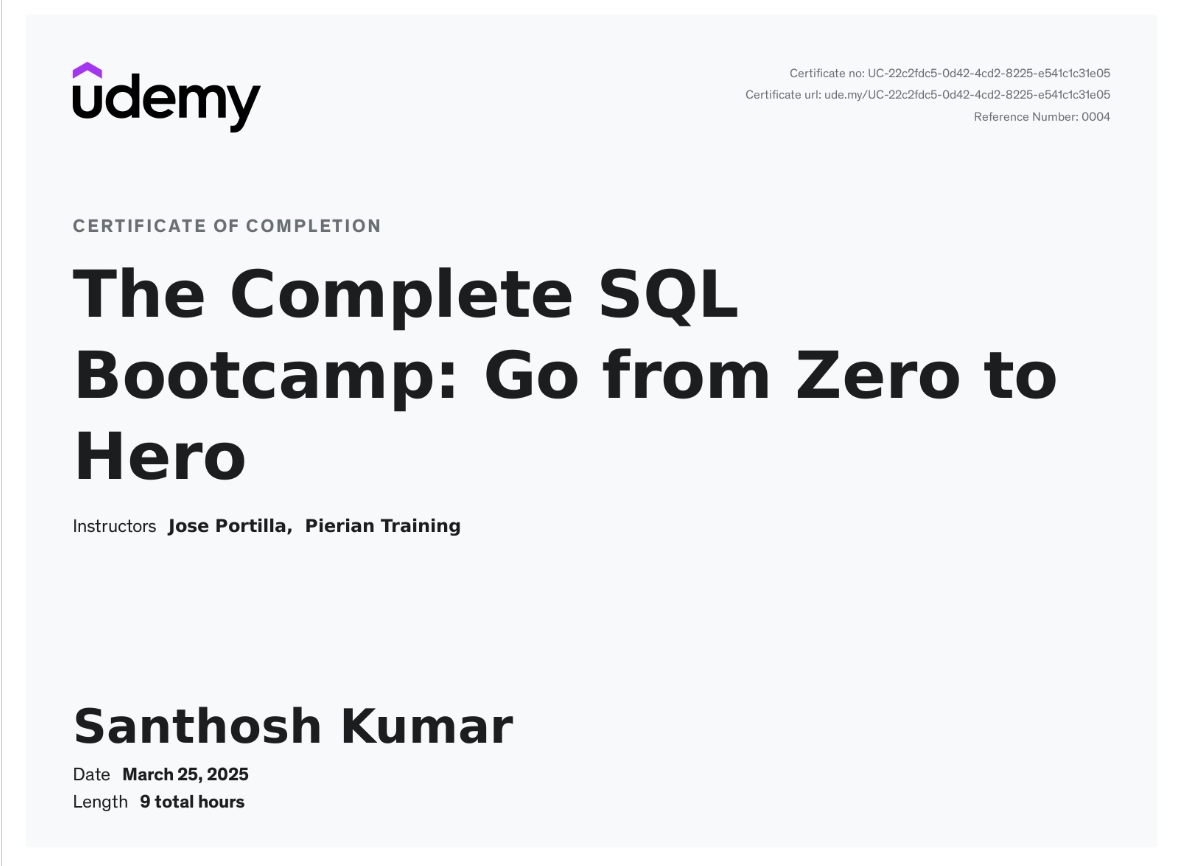 udemy
Certificate no: UC-22c2fdc5-0d42-4cd2-8225-e541c1c31e05
Certificate url: ude.my/UC-22c2fdc5-0d42-4cd2-8225-e541c1c31e05
Reference Number: 0004
CERTIFICATE OF COMPLETION
The Complete SQL
Bootcamp: Go from Zero to
Hero
Instructors Jose Portilla, Pierian Training
Santhosh Kumar
Date March 25, 2025
Length 9 total hours